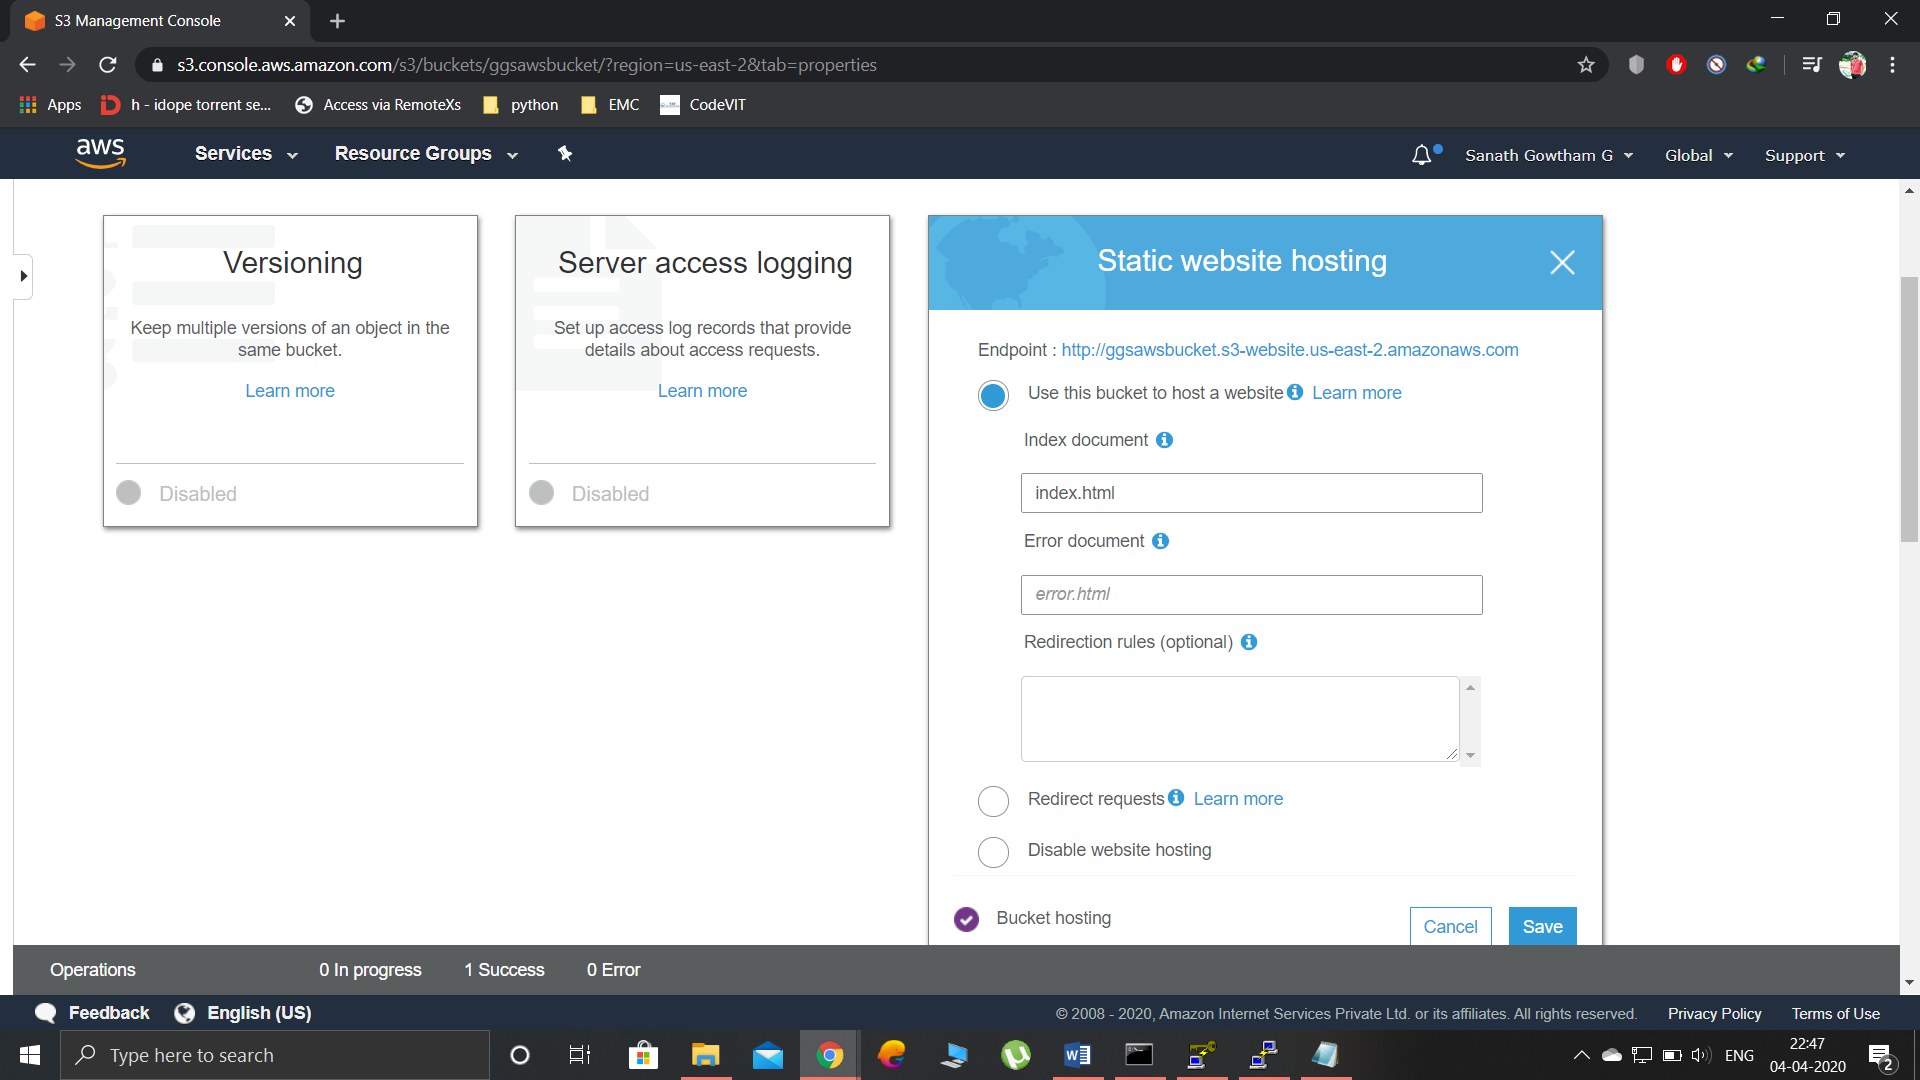 S3 Management Console
s3.console.aws.amazon.com/s3/buckets/ggsawsbucket/?region=us-east-2&tab=properties
Apps
h - idope torrent se...
Access via RemoteXs
python
EMC
CodeVIT
aws
Services
Resource Groups
Sanath Gowtham G
Global
Support
Versioning
Keep multiple versions of an object in the
same bucket.
Learn more
Disabled
Server access logging
Set up access log records that provide
details about access requests.
Learn more
Disabled
Static website hosting
Endpoint : http://ggsawsbucket.s3-website.us-east-2.amazonaws.com
Use this bucket to host a website Learn more
Index document
index.html
Error document
error.html
Redirection rules (optional)
Redirect requests Learn more
Disable website hosting
Bucket hosting
Cancel
Save
Operations
0 In progress
1 Success
0 Error
Feedback
English (US)
© 2008 - 2020, Amazon Internet Services Private Ltd. or its affiliates. All rights reserved.
Privacy Policy
Terms of Use
Type here to search
ENG
22:47
04-04-2020
2